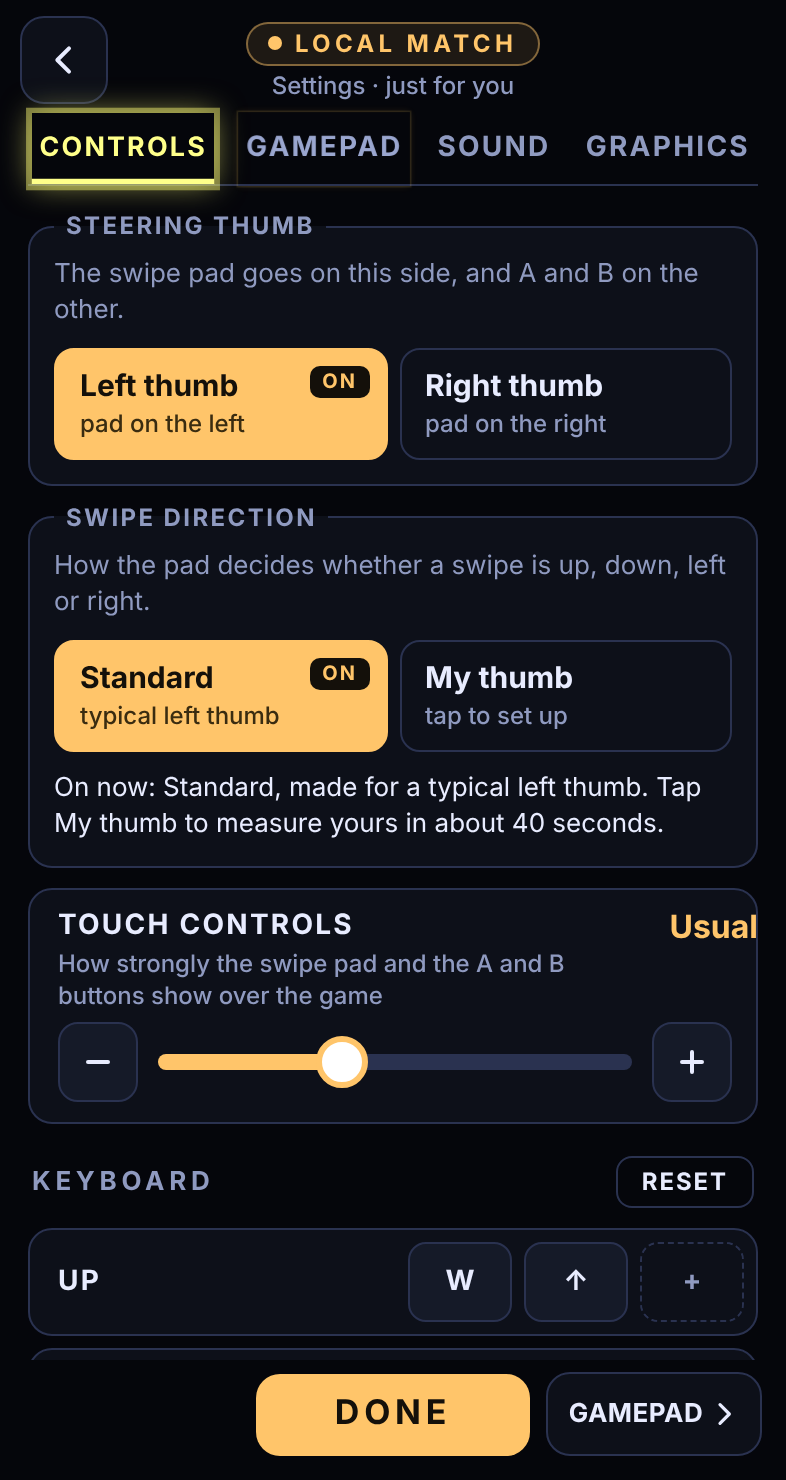 LOCAL MATCH
Settings · just for you
CONTROLS GAMEPAD SOUND GRAPHICS
STEERING THUMB
The swipe pad goes on this side, and A and B on the
other.
Left thumb ON
pad on the left
Right thumb
pad on the right
SWIPE DIRECTION
How the pad decides whether a swipe is up, down, left
or right.
Standard ON
typical left thumb
My thumb
tap to set up
On now: Standard, made for a typical left thumb. Tap
My thumb to measure yours in about 40 seconds.
TOUCH CONTROLS Usual
How strongly the swipe pad and the A and B
buttons show over the game
− +
KEYBOARD RESET
UP W ↑ +
DONE GAMEPAD >